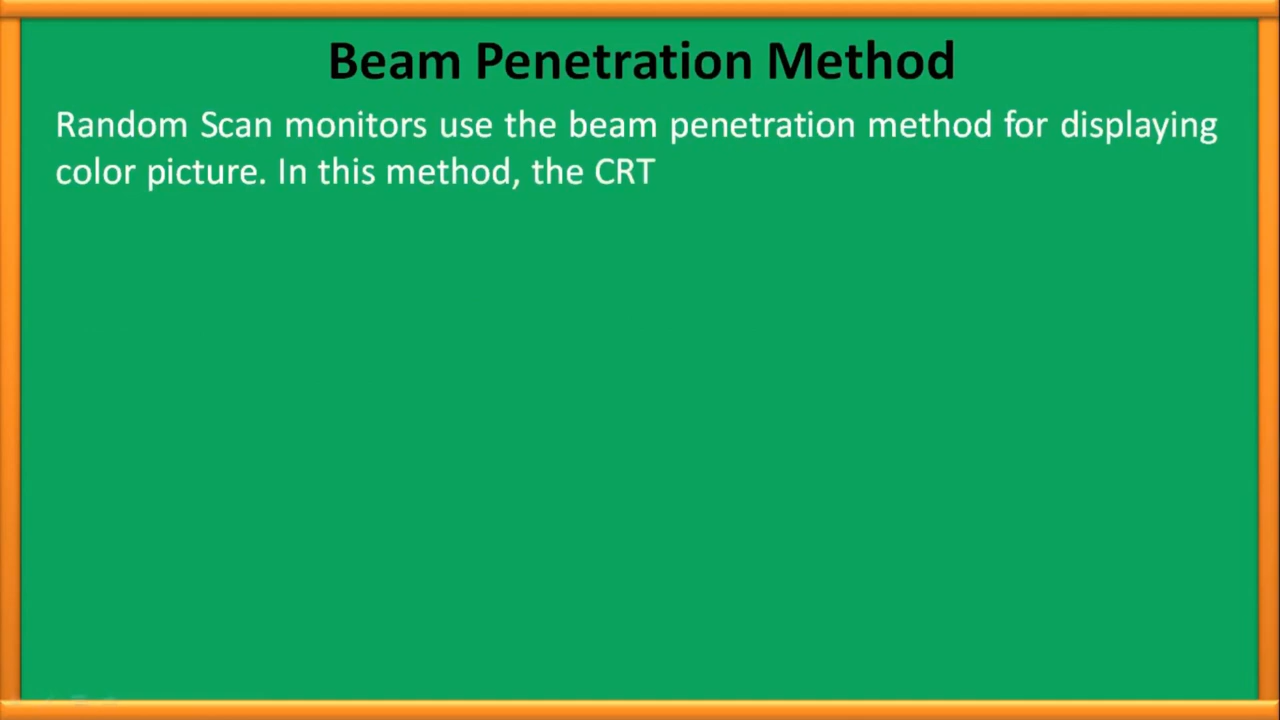 Beam Penetration Method
Random Scan monitors use the beam penetration method for displaying
color picture. In this method, the CRT